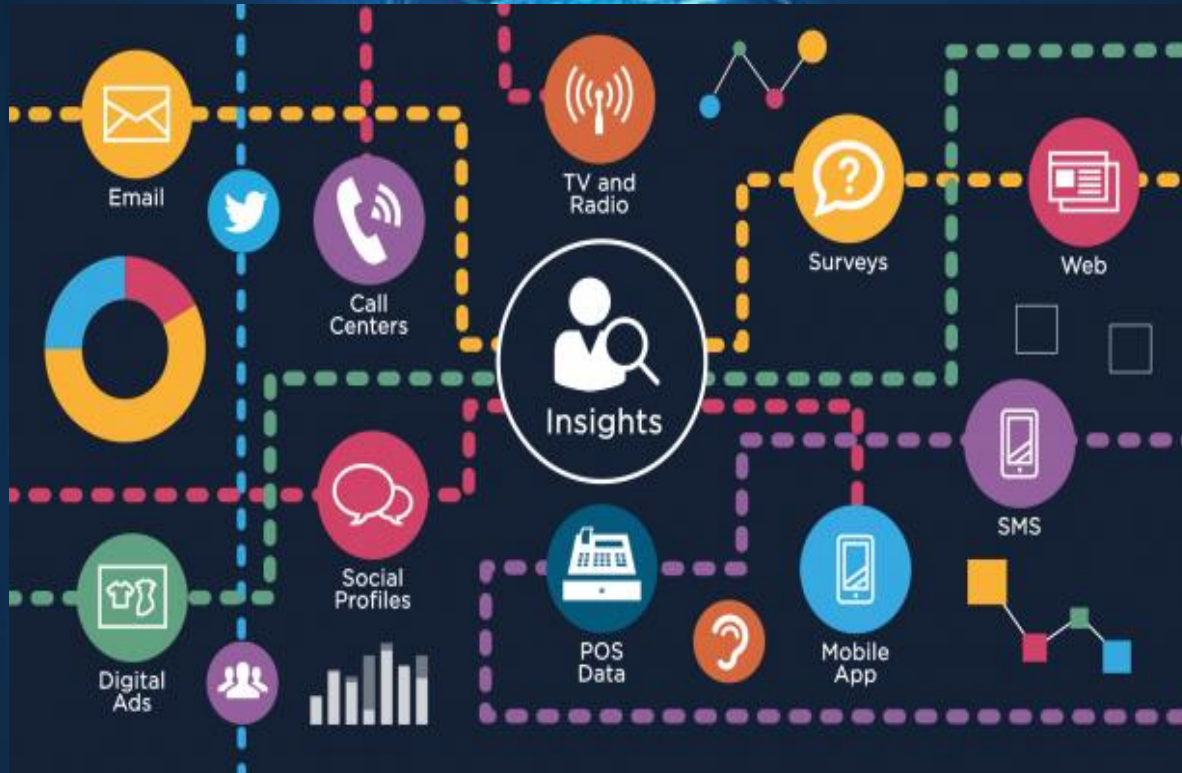 Email
TV and
Radio
Call
Centers
?
Surveys
Web
Insights
SMS
Social
Profiles
POS
Data
Mobile
App
Digital
Ads